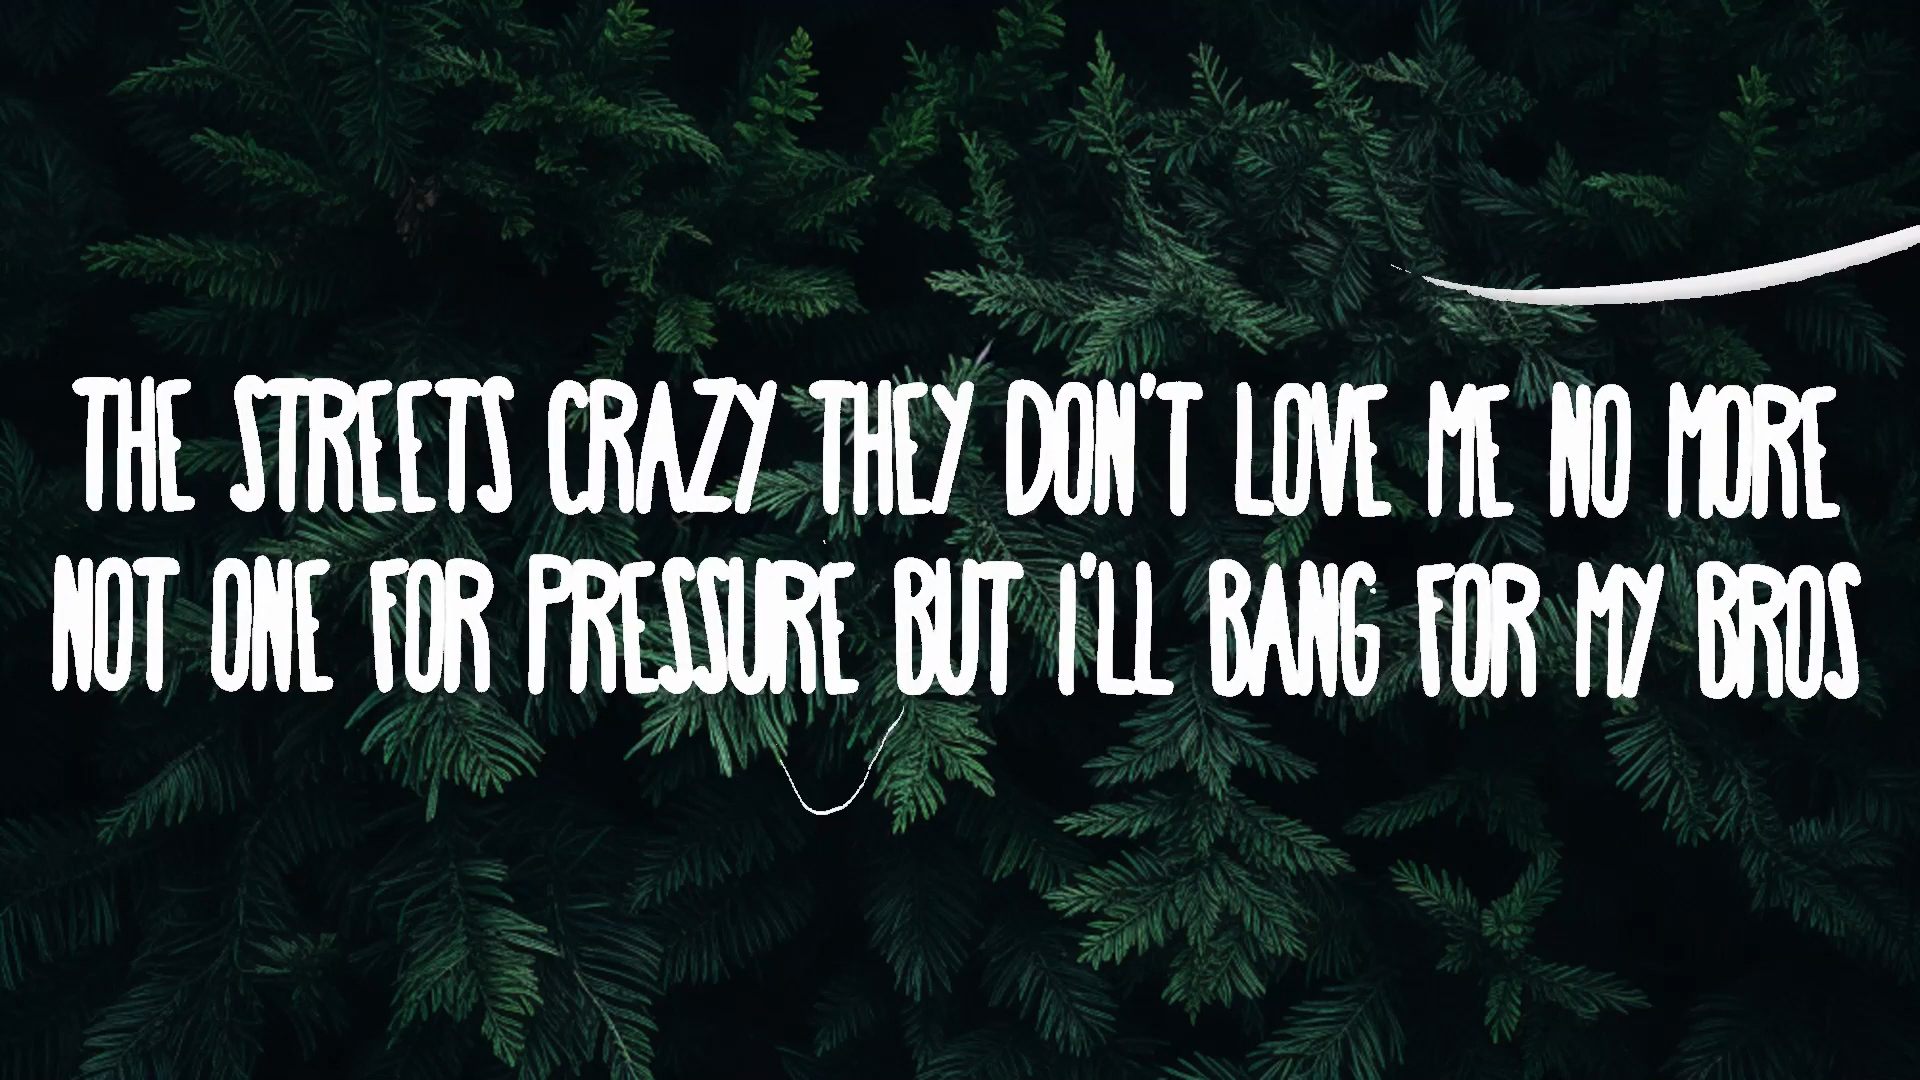 THE STREETS CRAZY THEY DON'T LOVE ME NO MORE
NOT ONE FOR PRESSURE BUT I'LL BANG FOR MY BROS